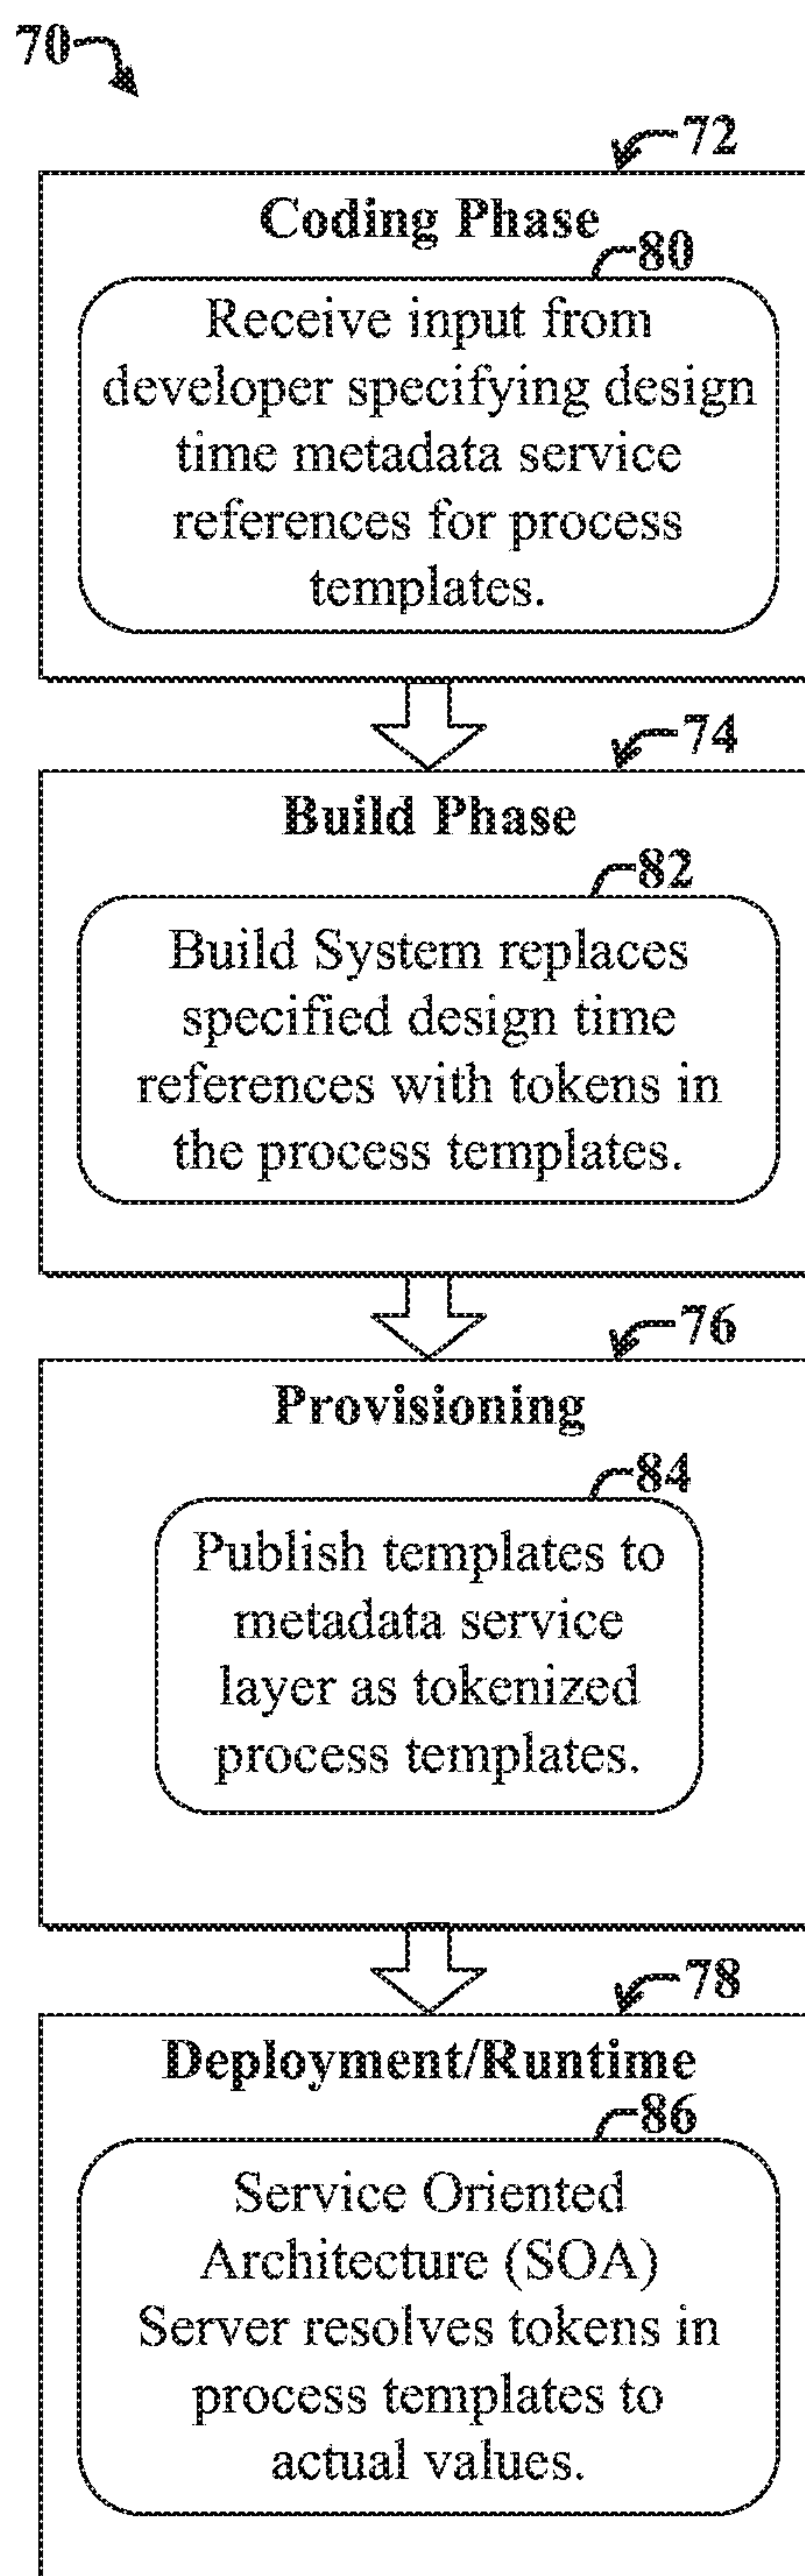 70
72
Coding Phase
80
Receive input from
developer specifying design
time metadata service
references for process
templates.
74
Build Phase
82
Build System replaces
specified design time
references with tokens in
the process templates.
76
Provisioning
84
Publish templates to
metadata service
layer as tokenized
process templates.
78
Deployment/Runtime
86
Service Oriented
Architecture (SOA)
Server resolves tokens in
process templates to
actual values.